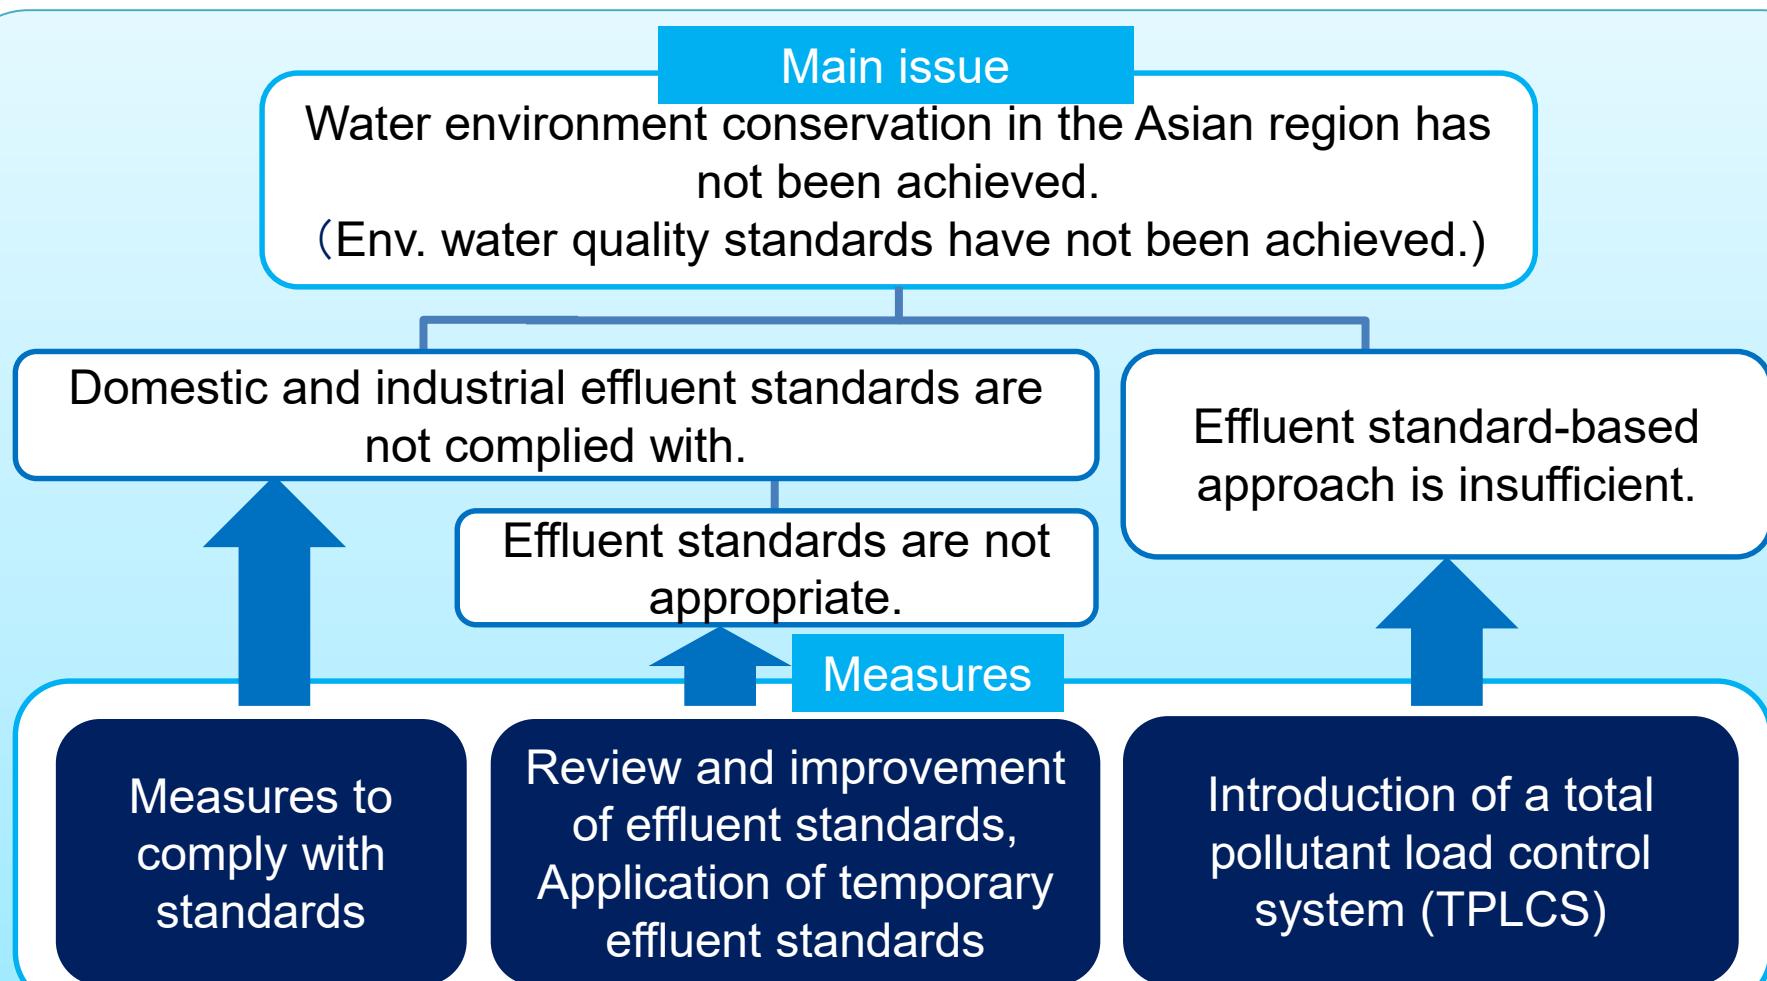 Main issue
Water environment conservation in the Asian region has
not been achieved.
（Env. water quality standards have not been achieved.)
Domestic and industrial effluent standards are
not complied with.
Effluent standard-based
approach is insufficient.
Effluent standards are not
appropriate.
Measures
Measures to
comply with
standards
Review and improvement
of effluent standards,
Application of temporary
effluent standards
Introduction of a total
pollutant load control
system (TPLCS)